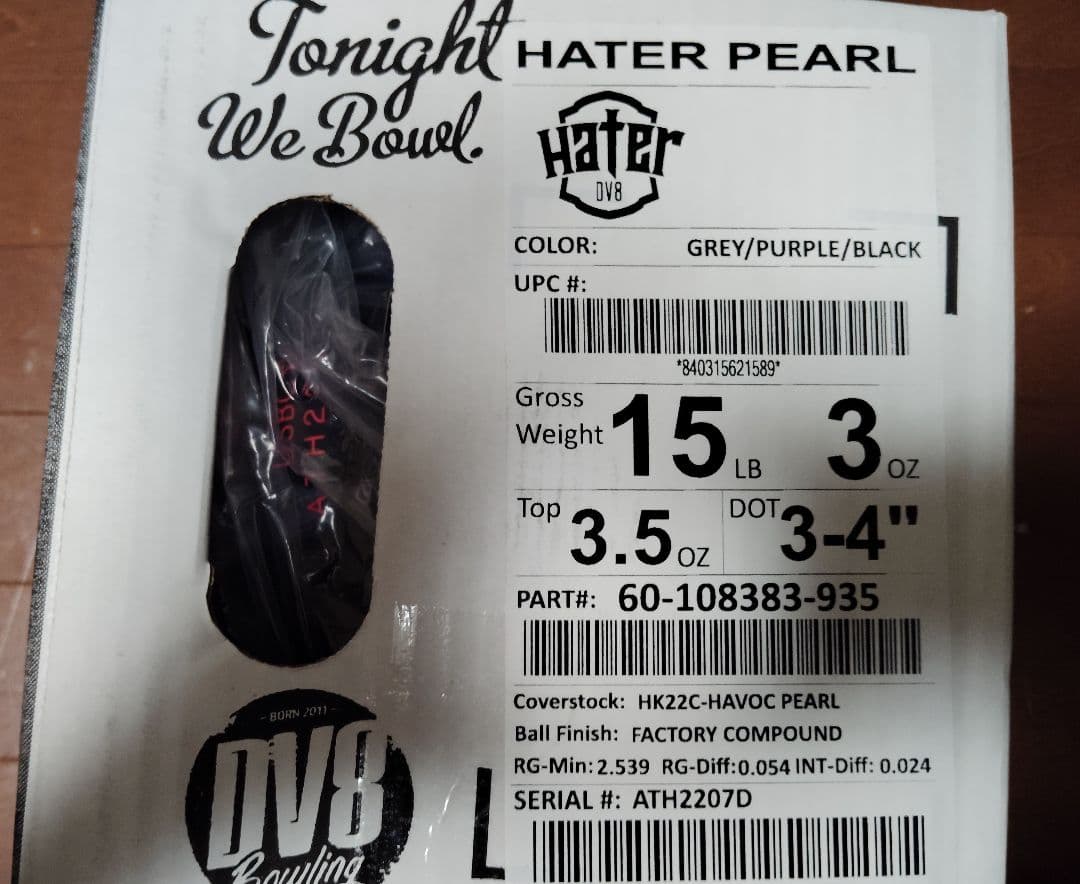 Tonight
We Bowl.
HATER PEARL
Hater
DV8
COLOR: GREY/PURPLE/BLACK
UPC #:
*840315621589*
Gross
Weight 15 LB 3 OZ
Top 3.5 OZ DOT 3-4"
PART#: 60-108383-935
Coverstock: HK22C-HAVOC PEARL
Ball Finish: FACTORY COMPOUND
RG-Min:2.539 RG-Diff:0.054 INT-Diff: 0.024
SERIAL #: ATH2207D
- BORN 2011 -
DV8
Bowling